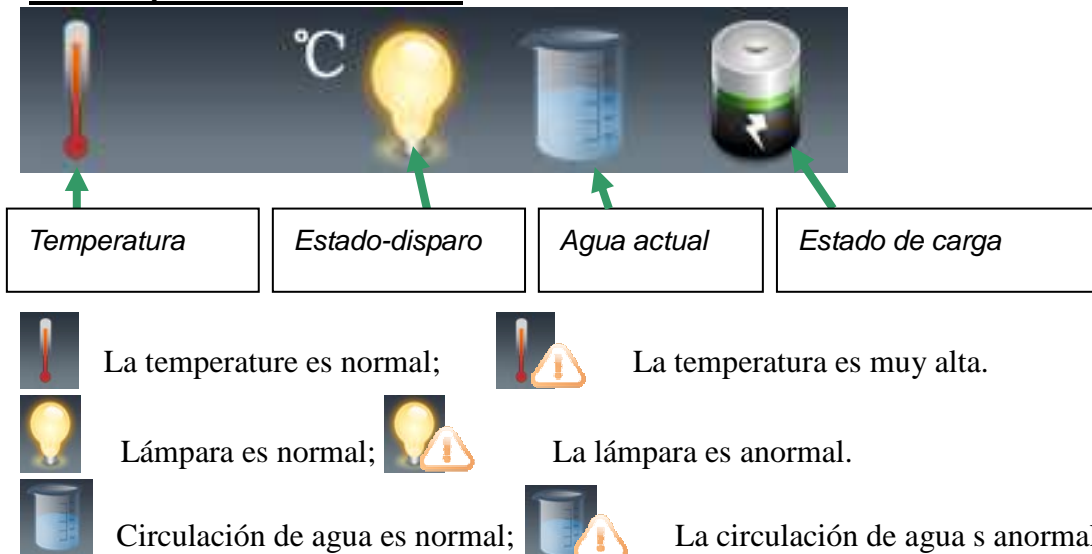 ℃
Temperatura
Estado-disparo
Agua actual
Estado de carga
La temperature es normal; La temperatura es muy alta.
Lámpara es normal; La lámpara es anormal.
Circulación de agua es normal; La circulación de agua s anormal